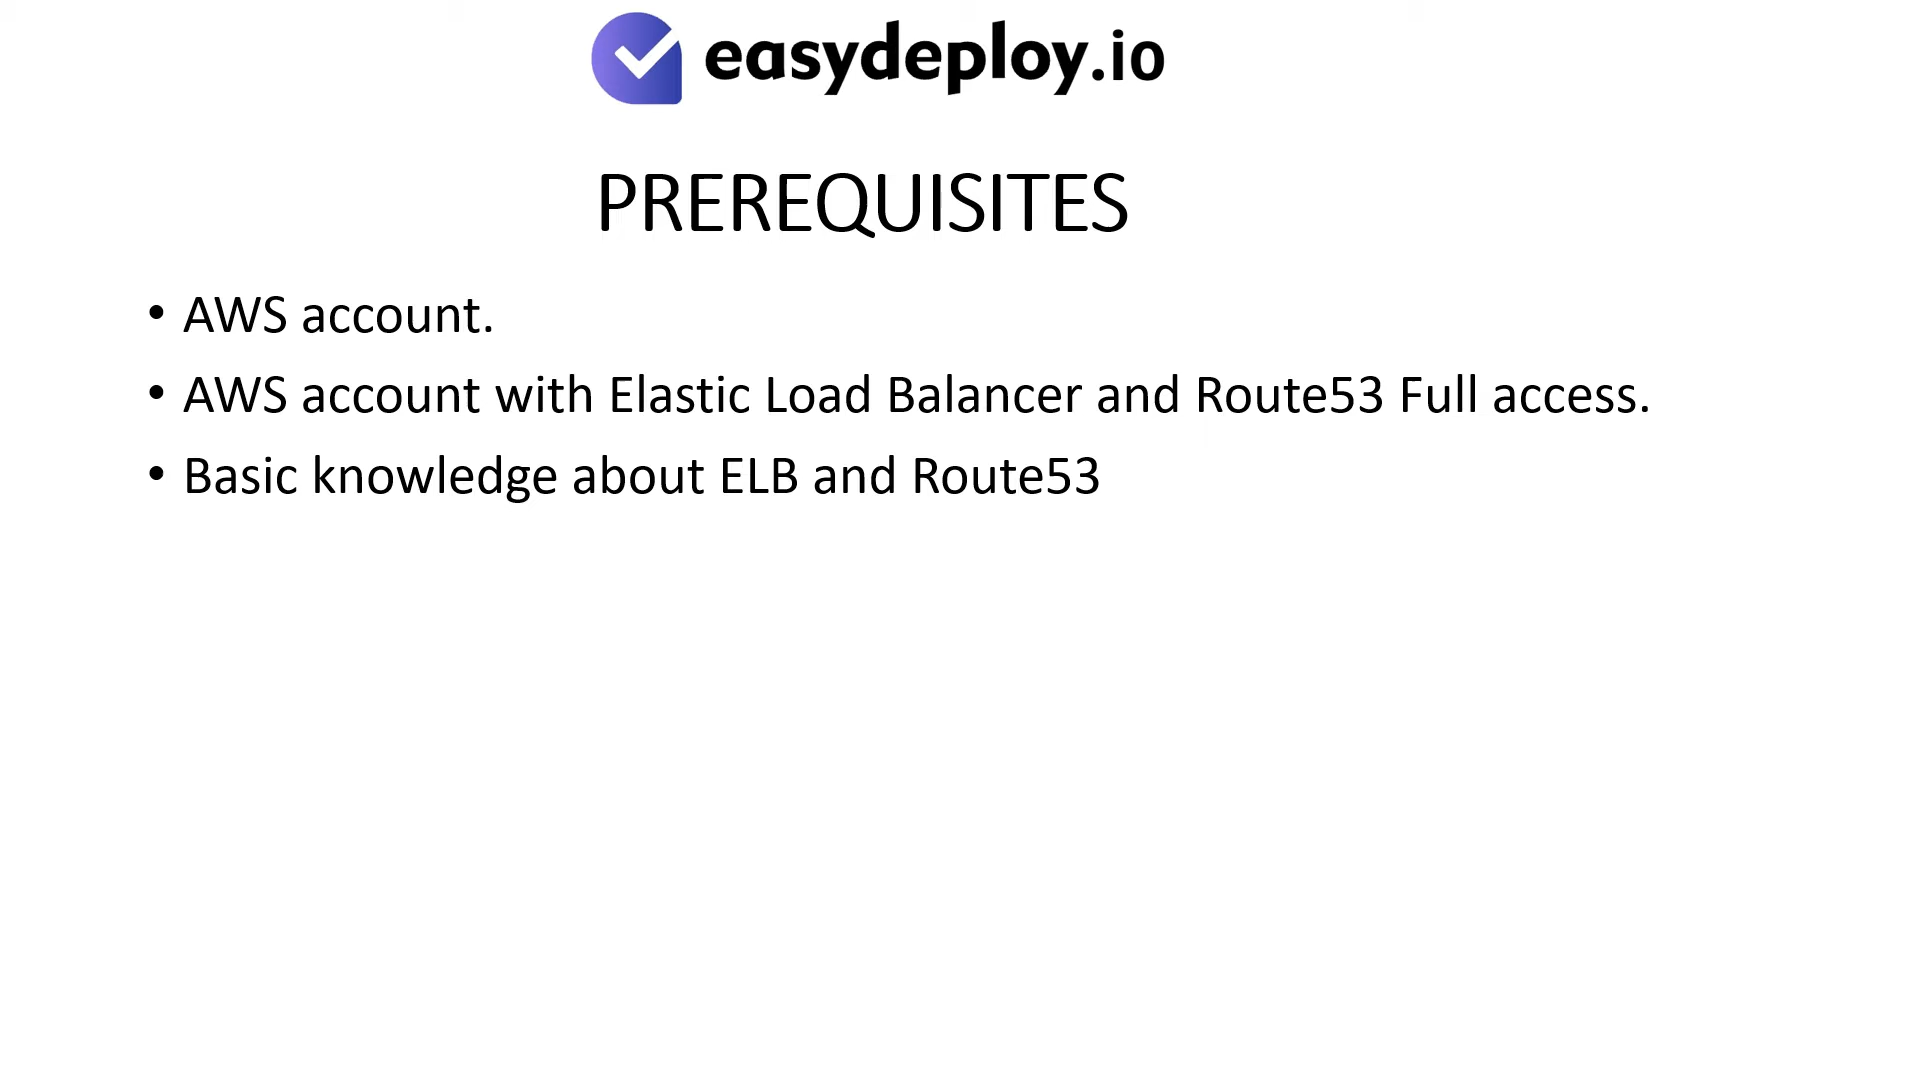 easydeploy.io
PREREQUISITES
• AWS account.
• AWS account with Elastic Load Balancer and Route53 Full access.
• Basic knowledge about ELB and Route53